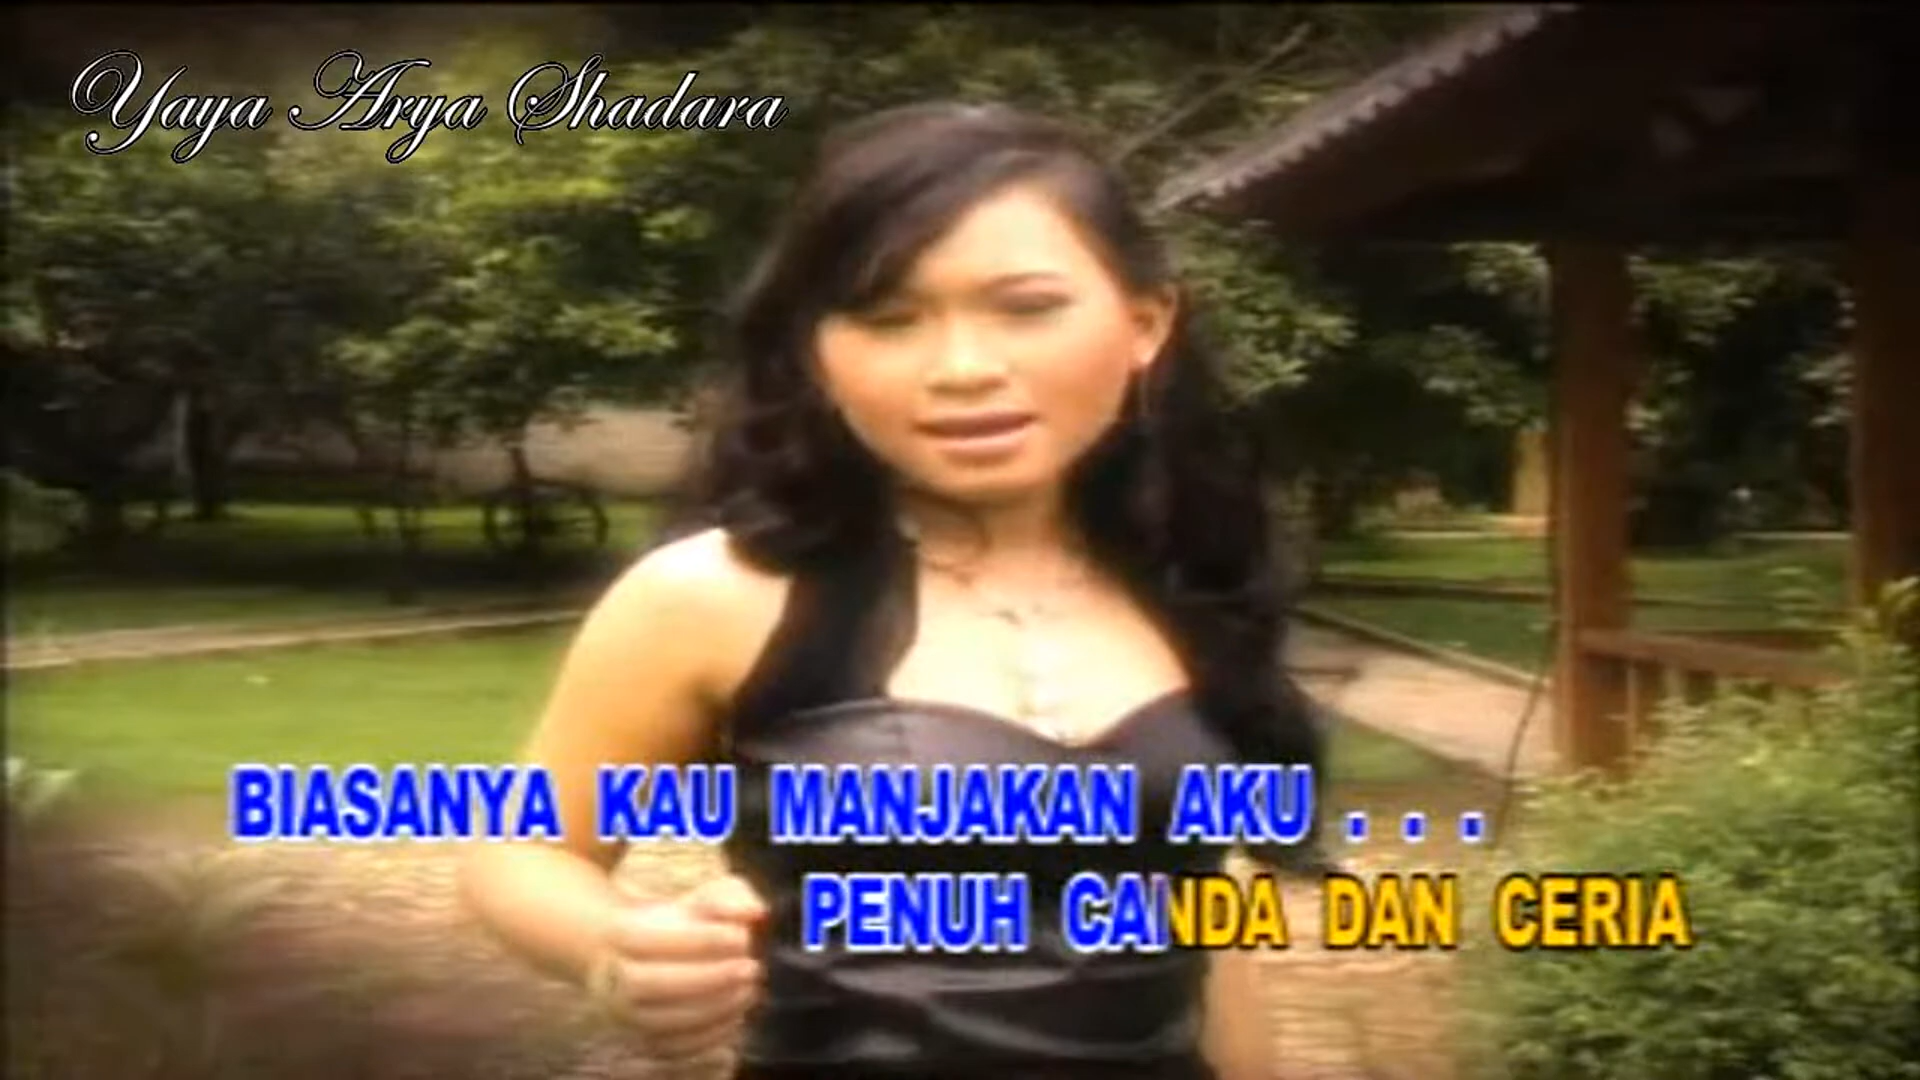 Yaya Arya Shadara
BIASANYA KAU MANJAKAN AKU . . .
PENUH CANDA DAN CERIA